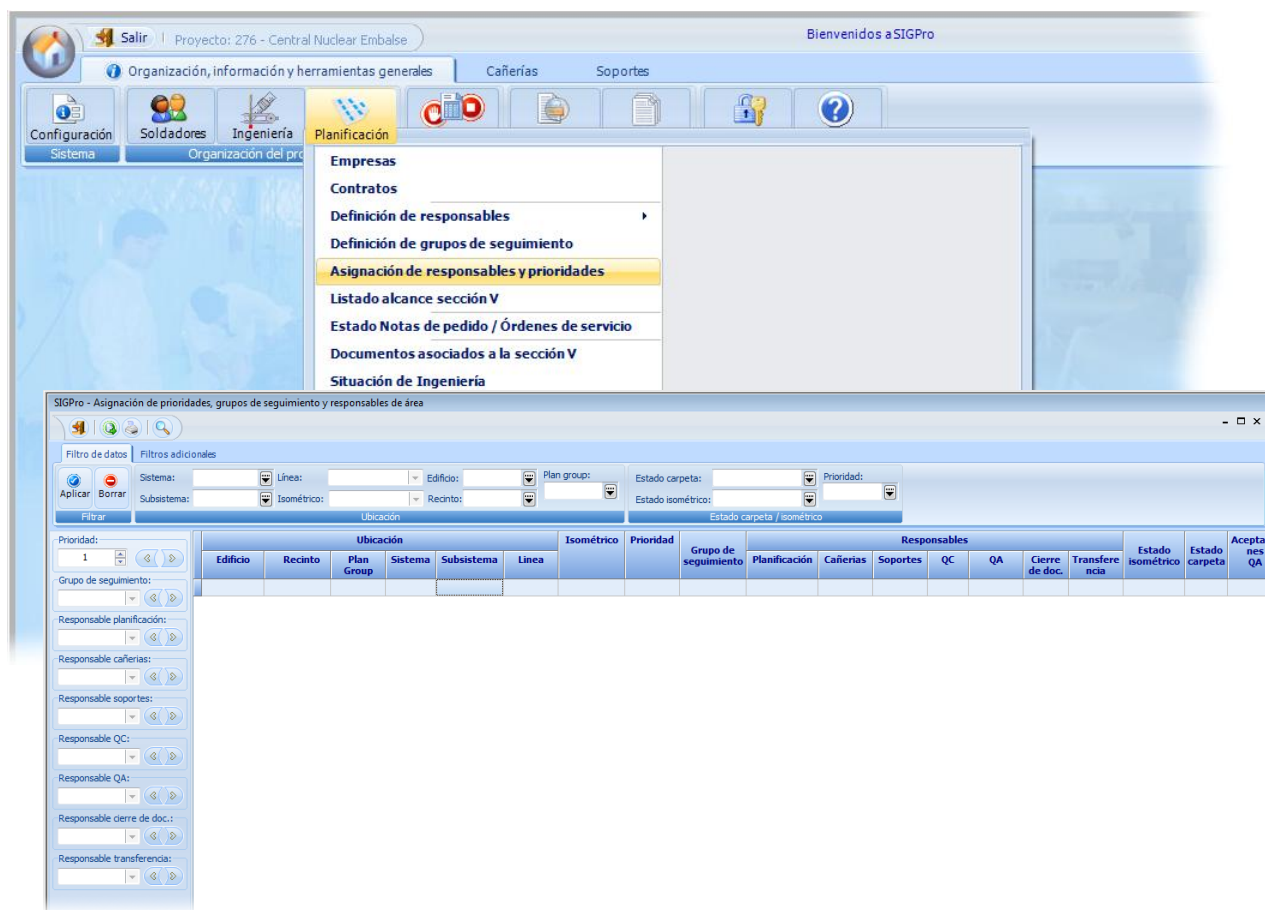 Salir | Proyecto: 276 - Central Nuclear Embalse
Bienvenidos a SIGPro
Organización, información y herramientas generales Cañerías Soportes
Configuración Soldadores Ingeniería Planificación
Sistema Organización del pro
Empresas
Contratos
Definición de responsables
Definición de grupos de seguimiento
Asignación de responsables y prioridades
Listado alcance sección V
Estado Notas de pedido / Órdenes de servicio
Documentos asociados a la sección V
Situación de Ingeniería
SIGPro - Asignación de prioridades, grupos de seguimiento y responsables de área
Filtro de datos Filtros adicionales
Aplicar Borrar
Filtrar
Sistema: Línea: Edificio: Plan group:
Subsistema: Isométrico: Recinto:
Ubicación
Estado carpeta: Prioridad:
Estado isométrico:
Estado carpeta / isométrico
Prioridad:
1
Grupo de seguimiento:
Responsable planificación:
Responsable cañerias:
Responsable soportes:
Responsable QC:
Responsable QA:
Responsable cierre de doc.:
Responsable transferencia:
Ubicación Isométrico Prioridad Grupo de seguimiento Responsables Estado isométrico Estado carpeta Acepta nes QA
Edificio Recinto Plan Group Sistema Subsistema Linea Planificación Cañerias Soportes QC QA Cierre de doc. Transfere ncia